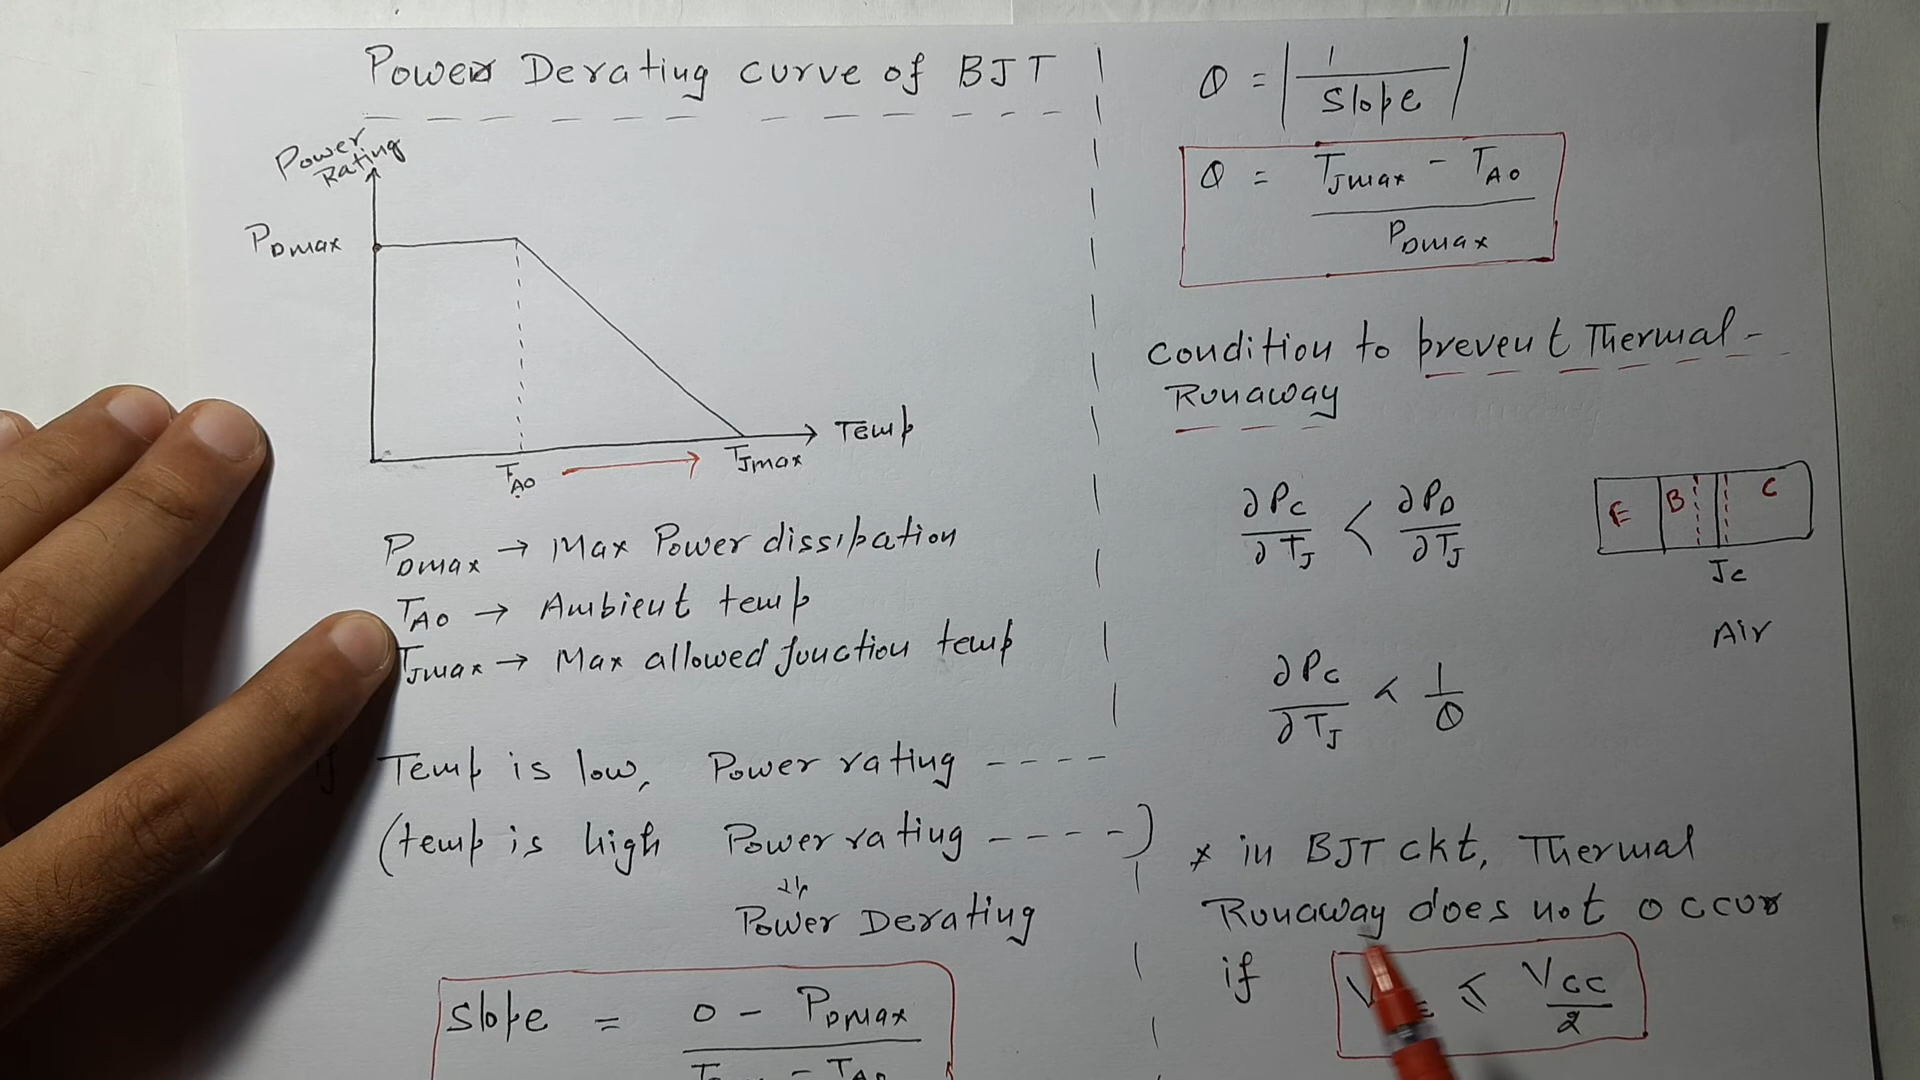 Power Derating curve of BJT
Power
Rating
PDmax
Temp
TAO
TJmax
PDmax → Max Power dissipation
TAO → Ambient temp
TJmax → Max allowed junction temp
Temp is low, Power rating ----
(temp is high Power rating ----)
Power Derating
Slope = 0 - PDmax
- TAO
θ = |1/Slope|
θ = TJmax - TAO
PDmax
Condition to prevent Thermal -
Runaway
∂PC/∂TJ < ∂PD/∂TJ
E B C
JC
Air
∂PC/∂TJ < 1/θ
* in BJT ckt, Thermal
Runaway does not occur
if V ≤ VCC/2